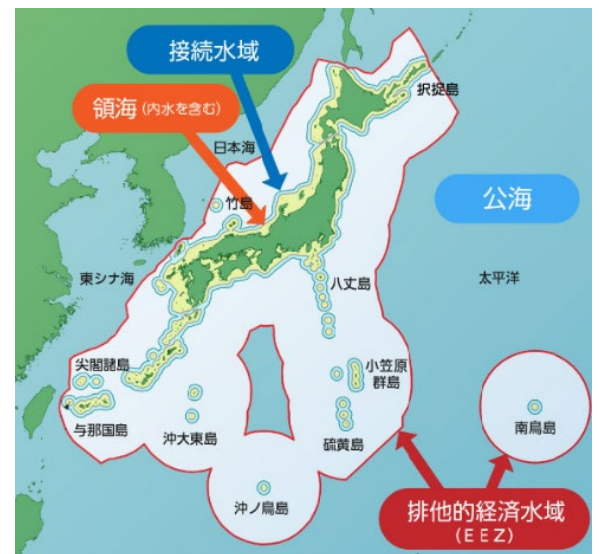 接続水域
領海(内水を含む)
択捉島
日本海
竹島
公海
東シナ海
八丈島
太平洋
尖閣諸島
小笠原
群島
与那国島
沖大東島
硫黄島
南鳥島
沖ノ鳥島
排他的経済水域
(EEZ)